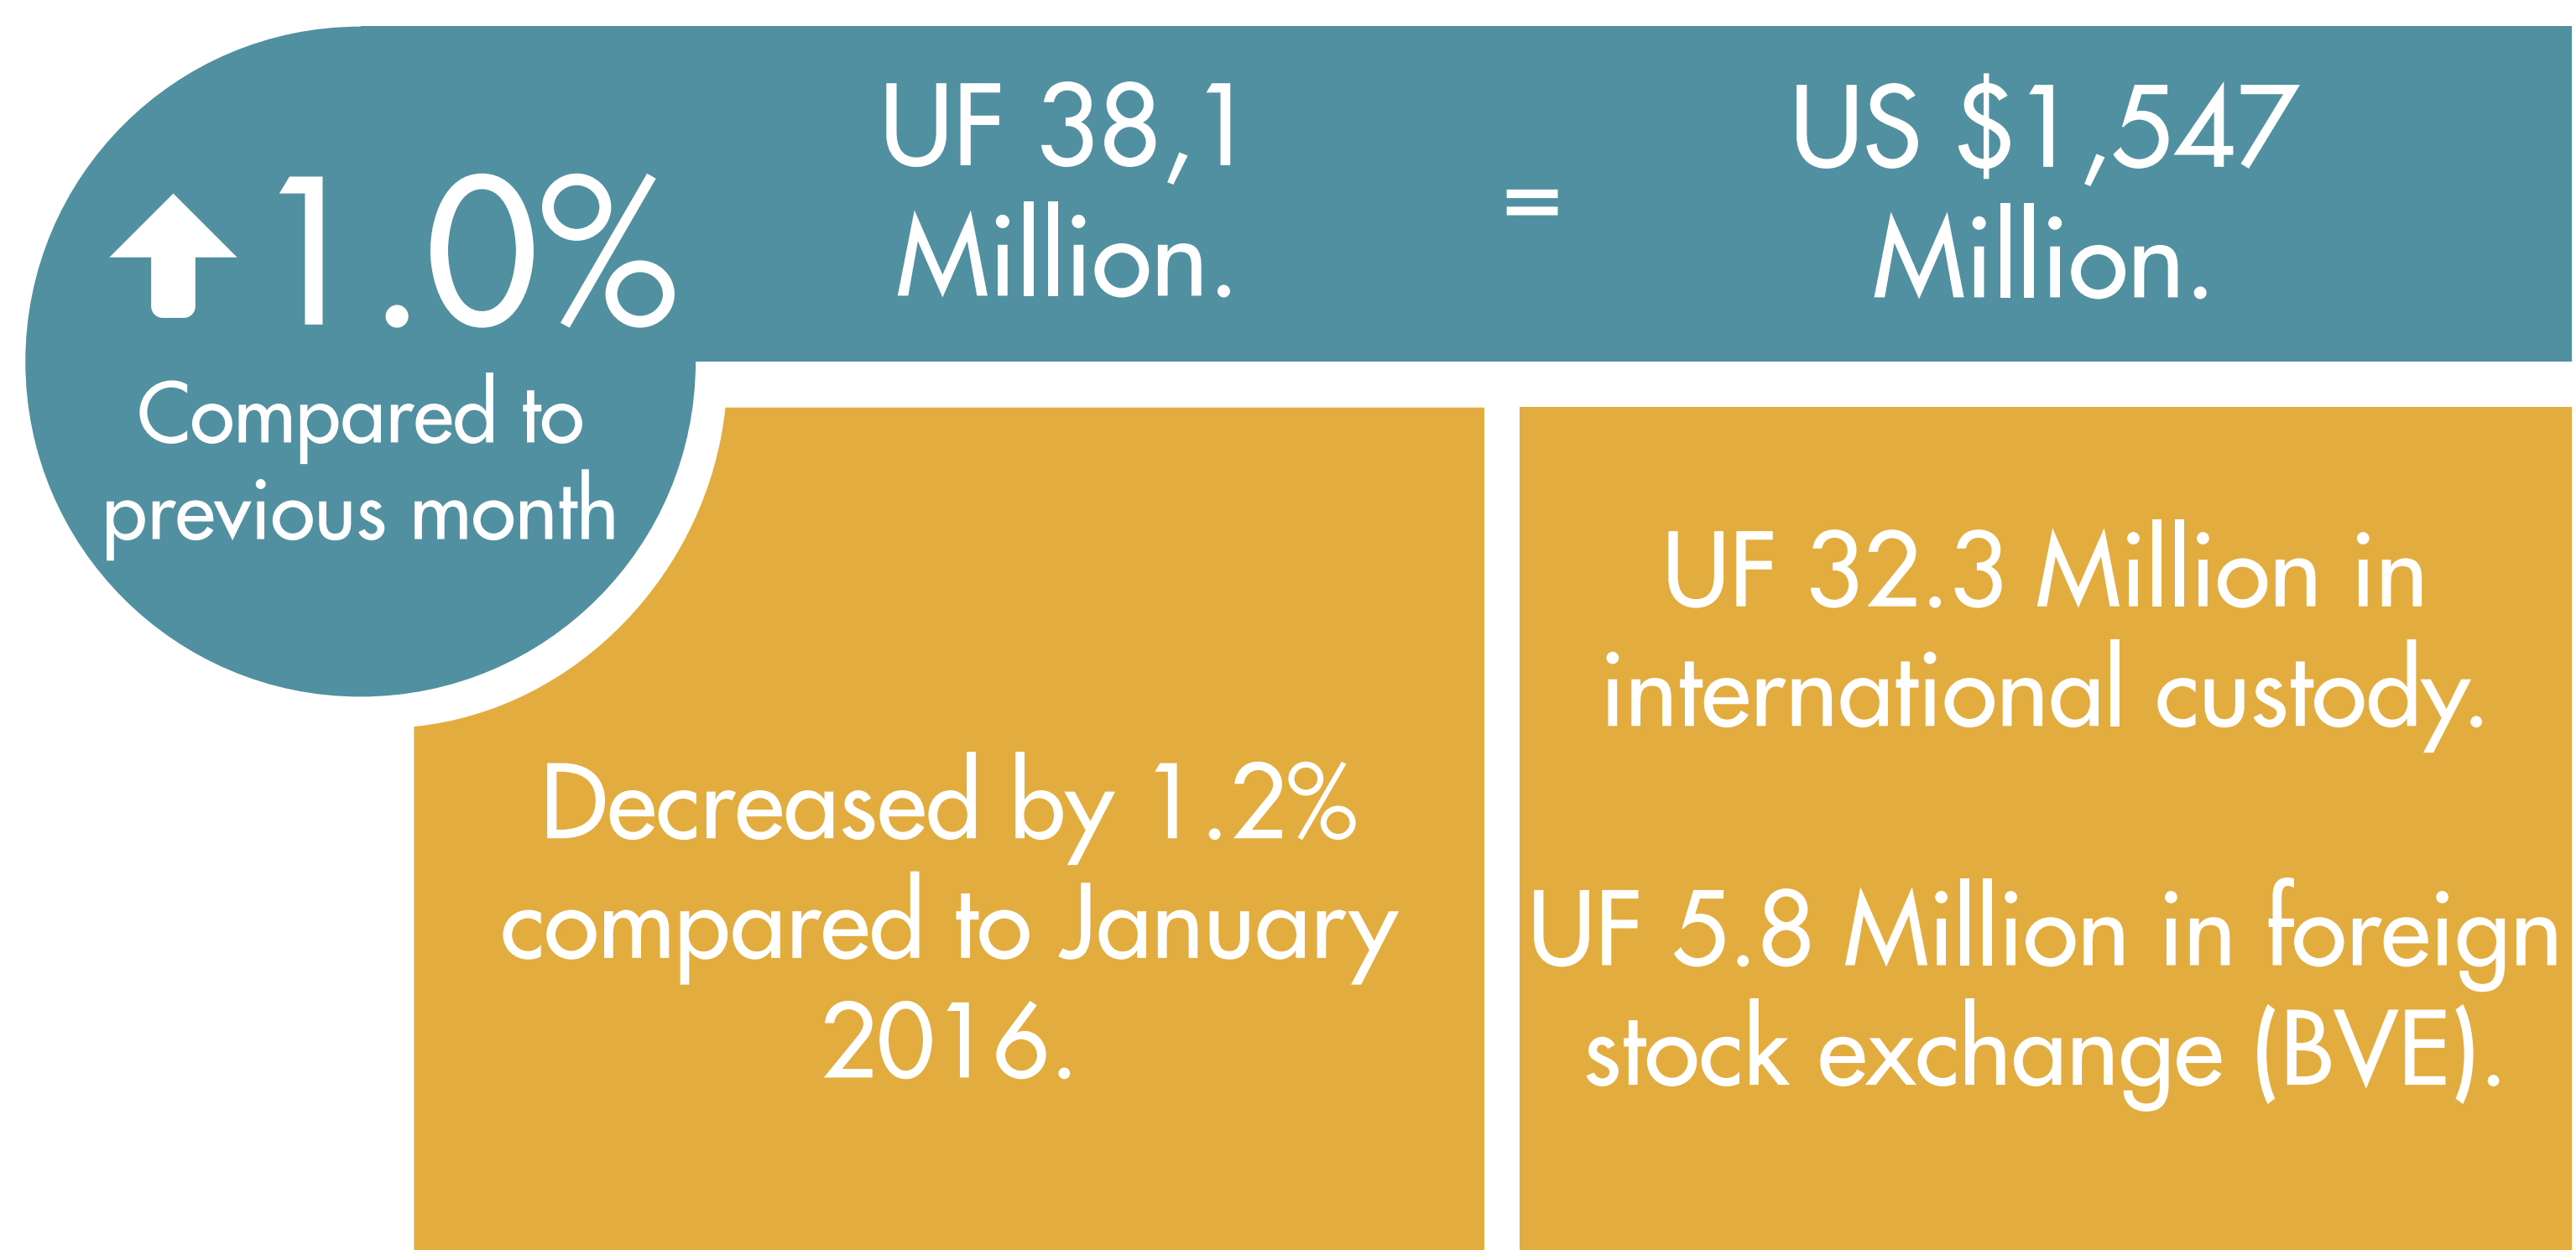 1.0%
Compared to
previous month
UF 38,1
Million.
=
US $1,547
Million.
Decreased by 1.2%
compared to January
2016.
UF 32.3 Million in
international custody.
UF 5.8 Million in foreign
stock exchange (BVE).